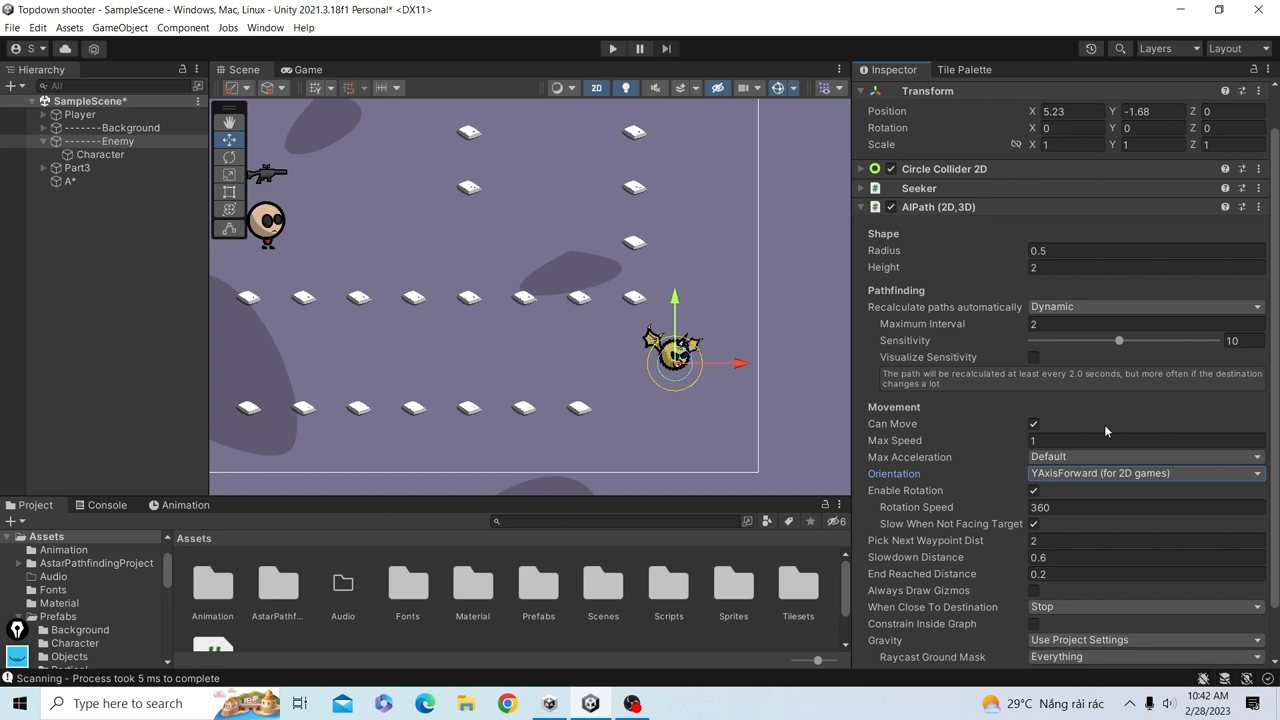 Topdown shooter - SampleScene - Windows, Mac, Linux - Unity 2021.3.18f1 Personal* <DX11>
File Edit Assets GameObject Component Jobs Window Help
S Layers Layout
Hierarchy Scene Game Inspector Tile Palette
All 2D
SampleScene*
Player
-------Background
-------Enemy
Character
Part3
A*
Transform
Position X 5.23 Y -1.68 Z 0
Rotation X 0 Y 0 Z 0
Scale X 1 Y 1 Z 1
Circle Collider 2D
Seeker
AIPath (2D,3D)
Shape
Radius 0.5
Height 2
Pathfinding
Recalculate paths automatically Dynamic
Maximum Interval 2
Sensitivity 10
Visualize Sensitivity
The path will be recalculated at least every 2.0 seconds, but more often if the destination
changes a lot
Movement
Can Move
Max Speed 1
Max Acceleration Default
Orientation YAxisForward (for 2D games)
Enable Rotation
Rotation Speed 360
Slow When Not Facing Target
Pick Next Waypoint Dist 2
Slowdown Distance 0.6
End Reached Distance 0.2
Always Draw Gizmos
When Close To Destination Stop
Constrain Inside Graph
Gravity Use Project Settings
Raycast Ground Mask Everything
Project Console Animation
6
Assets
Animation
AstarPathfindingProject
Audio
Fonts
Material
Prefabs
Background
Character
Objects
Assets
Animation AstarPathf... Audio Fonts Material Prefabs Scenes Scripts Sprites Tilesets
Scanning - Process took 5 ms to complete
Type here to search
29°C Nắng rải rác
10:42 AM
2/28/2023